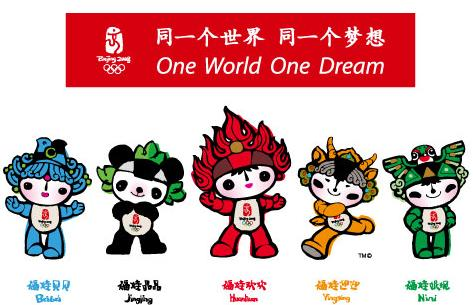 同一个世界 同一个梦想
Beijing 2008
One World One Dream
福娃贝贝 福娃晶晶 福娃欢欢 福娃迎迎 福娃妮妮
Beibei Jingjing Huanhuan Yingying Nini
TM©